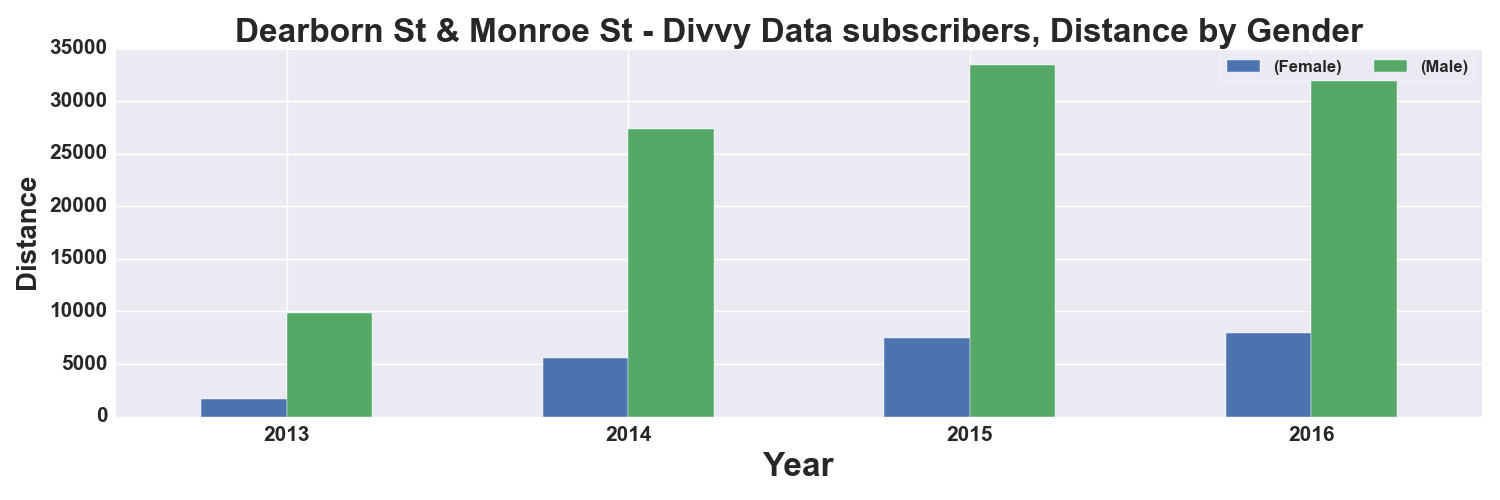 Dearborn St & Monroe St - Divvy Data subscribers, Distance by Gender
35000
30000
25000
20000
15000
10000
5000
0
Distance
(Female) (Male)
2013 2014 2015 2016
Year